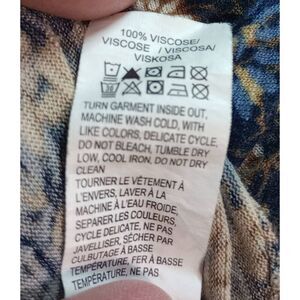 100% VISCOSE/
VISCOSE / VISCOSA/
VISKOSA
30
TURN GARMENT INSIDE OUT,
MACHINE WASH COLD, WITH
LIKE COLORS, DELICATE CYCLE,
DO NOT BLEACH, TUMBLE DRY
LOW, COOL IRON, DO NOT DRY
CLEAN
TOURNER LE VÊTEMENT À
L'ENVERS, LAVER À LA
MACHINE À L'EAU FROIDE,
SÉPARER LES COULEURS,
CYCLE DELICATE, NE PAS
JAVELLISER, SÉCHER PAR
CULBUTAGE À BASSE
TEMPÉRATURE, FER À BASSE
TEMPÉRATURE, NE PAS